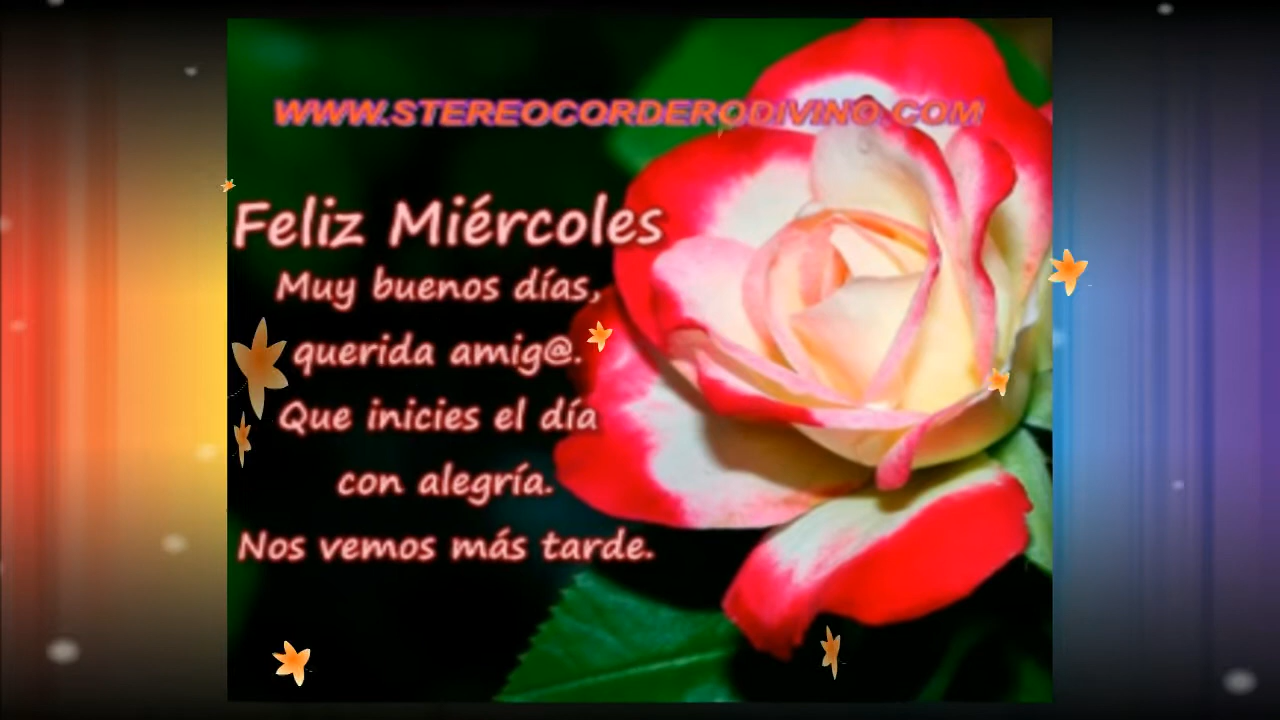 WWW.STEREOCORDERODIVINO.COM
Feliz Miércoles
Muy buenos días,
querida amig@.
Que inicies el día
con alegría.
Nos vemos más tarde.